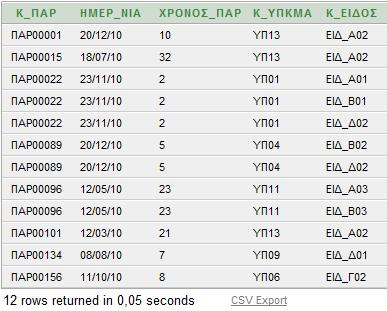 Κ_ΠΑΡ ΗΜΕΡ_ΝΙΑ ΧΡΟΝΟΣ_ΠΑΡ Κ_ΥΠΚΜΑ Κ_ΕΙΔΟΣ
ΠΑΡ00001 20/12/10 10 ΥΠ13 ΕΙΔ_Α02
ΠΑΡ00015 18/07/10 32 ΥΠ13 ΕΙΔ_Α02
ΠΑΡ00022 23/11/10 2 ΥΠ01 ΕΙΔ_Α01
ΠΑΡ00022 23/11/10 2 ΥΠ01 ΕΙΔ_Β01
ΠΑΡ00022 23/11/10 2 ΥΠ01 ΕΙΔ_Δ02
ΠΑΡ00089 20/12/10 5 ΥΠ04 ΕΙΔ_Β02
ΠΑΡ00089 20/12/10 5 ΥΠ04 ΕΙΔ_Δ02
ΠΑΡ00096 12/05/10 23 ΥΠ11 ΕΙΔ_Α03
ΠΑΡ00096 12/05/10 23 ΥΠ11 ΕΙΔ_Β03
ΠΑΡ00101 12/03/10 21 ΥΠ13 ΕΙΔ_Α02
ΠΑΡ00134 08/08/10 7 ΥΠ09 ΕΙΔ_Δ01
ΠΑΡ00156 11/10/10 8 ΥΠ06 ΕΙΔ_Γ02
12 rows returned in 0,05 seconds CSV Export